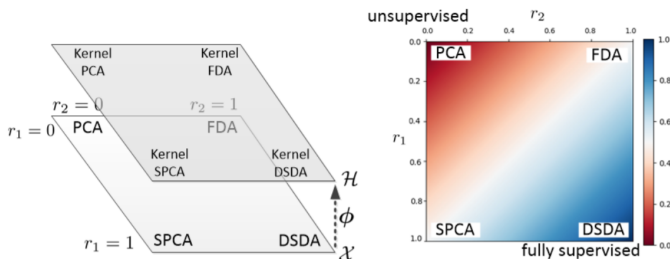 Kernel
PCA
Kernel
FDA
r₂ = 0
r₂ = 1
r₁ = 0
PCA
FDA
Kernel
SPCA
Kernel
DSDA
ℋ
ϕ
r₁ = 1
SPCA
DSDA
𝒳
unsupervised
r₂
0.0 0.2 0.4 0.6 0.8 1.0
0.0
0.2
0.4
0.6
0.8
1.0
r₁
PCA
FDA
SPCA
DSDA
fully supervised
1.0
0.8
0.6
0.4
0.2
0.0